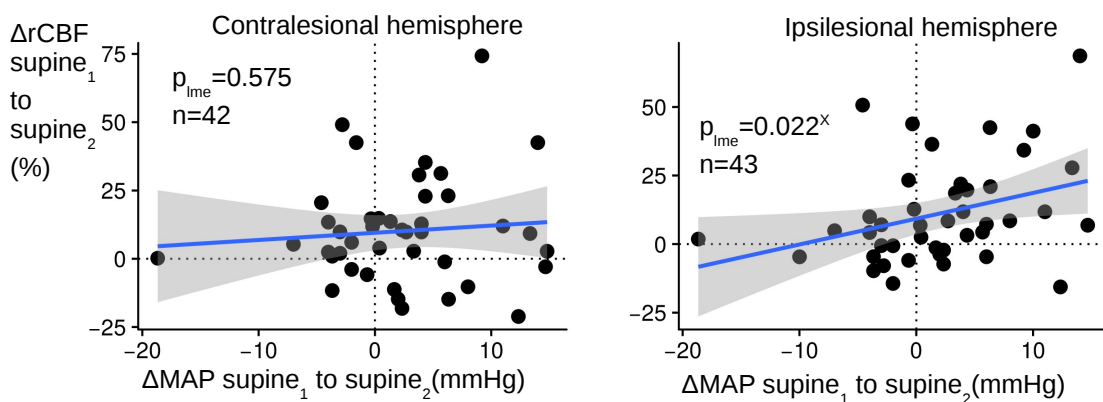 Contralesional hemisphere
ΔrCBF
supine₁
to
supine₂
(%)
p_lme=0.575
n=42
75
50
25
0
−25
−20
−10
0
10
ΔMAP supine₁ to supine₂(mmHg)
Ipsilesional hemisphere
p_lme=0.022ˣ
n=43
50
25
0
−25
−20
−10
0
10
ΔMAP supine₁ to supine₂(mmHg)